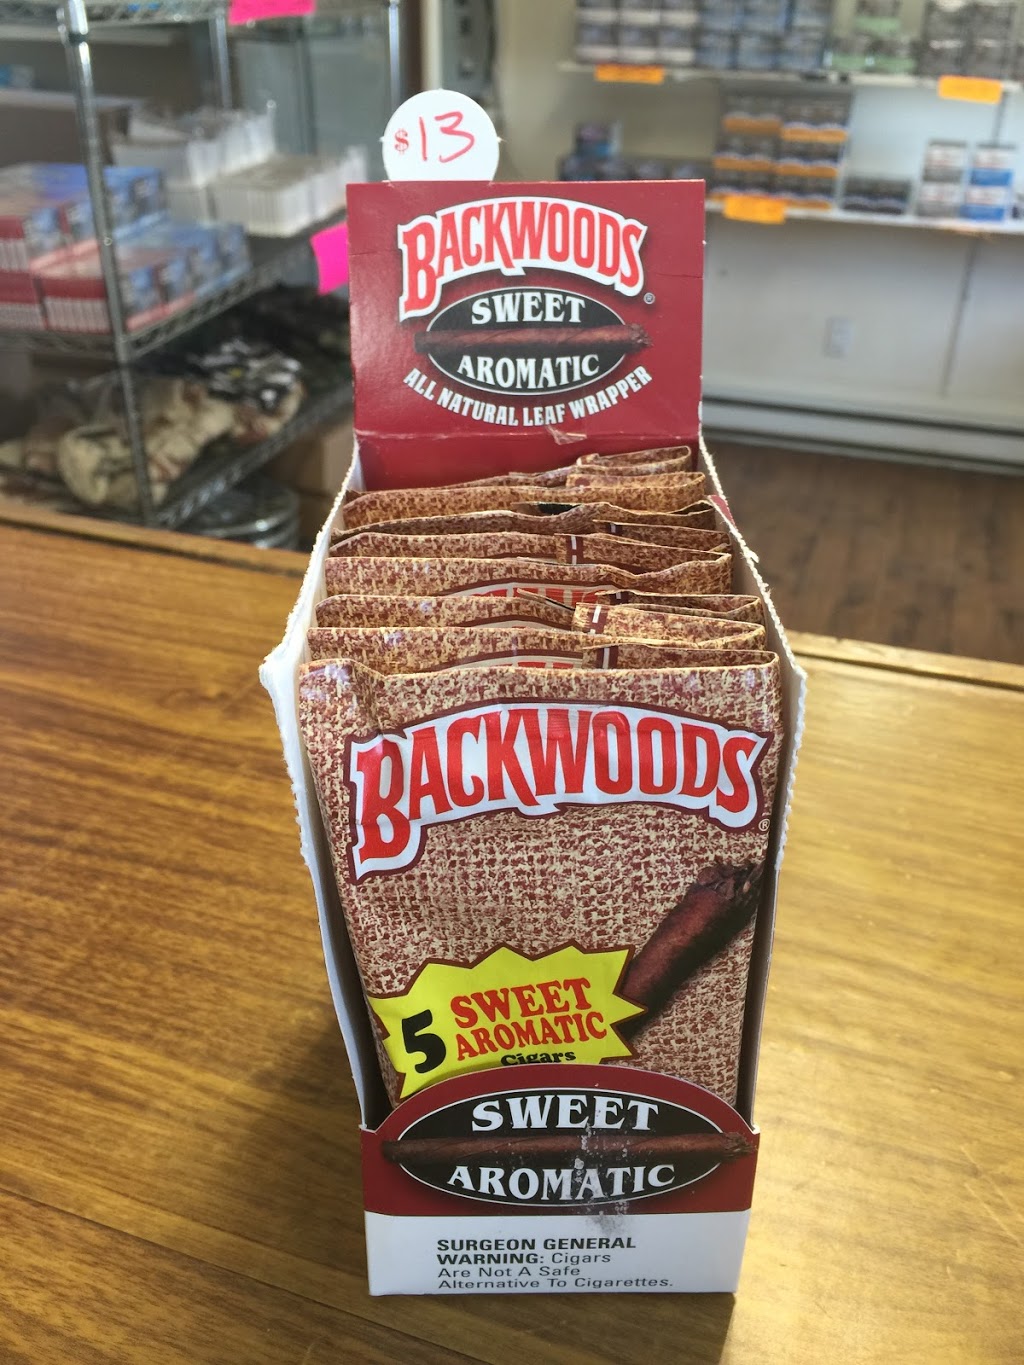 $13
BACKWOODS®
SWEET
AROMATIC
ALL NATURAL LEAF WRAPPER
BACKWOODS®
5 SWEET
AROMATIC
Cigars
SWEET
AROMATIC
SURGEON GENERAL
WARNING: Cigars
Are Not A Safe
Alternative To Cigarettes.